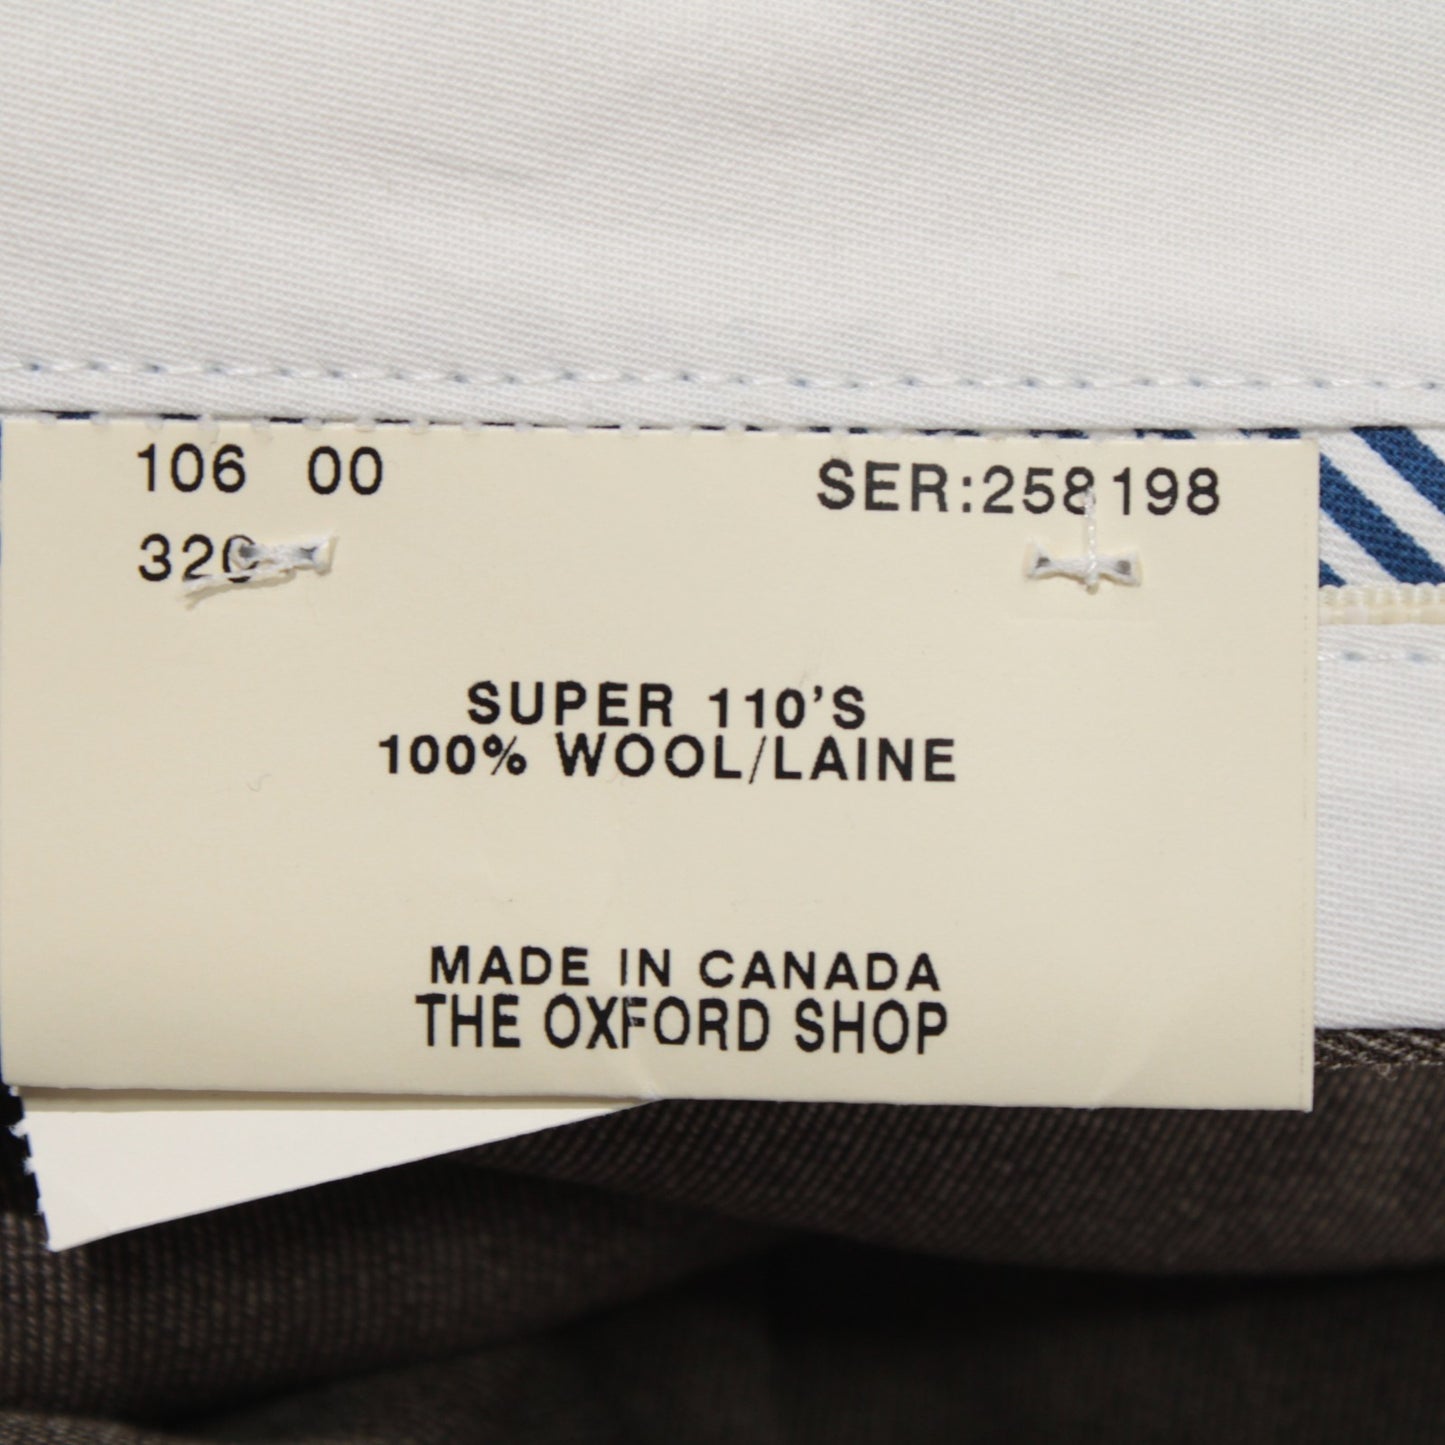 106 00 SER:258198
320
SUPER 110'S
100% WOOL/LAINE
MADE IN CANADA
THE OXFORD SHOP